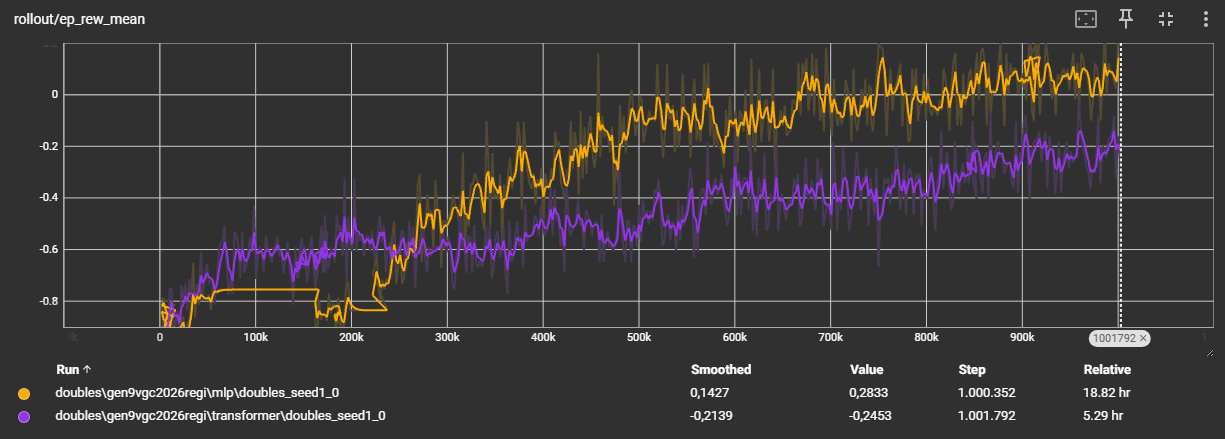 rollout/ep_rew_mean
0
-0.2
-0.4
-0.6
-0.8
0 100k 200k 300k 400k 500k 600k 700k 800k 900k 1001792 ×
Run ↑ Smoothed Value Step Relative
doubles\gen9vgc2026regi\mlp\doubles_seed1_0 0,1427 0,2833 1.000.352 18.82 hr
doubles\gen9vgc2026regi\transformer\doubles_seed1_0 -0,2139 -0,2453 1.001.792 5.29 hr